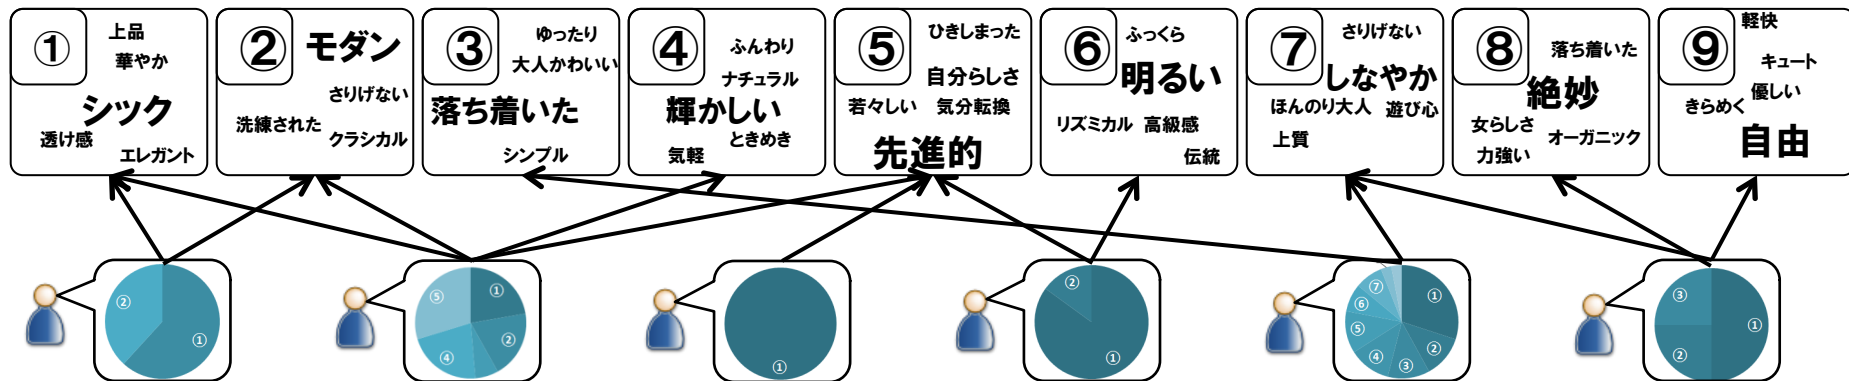 ①
上品
華やか
シック
透け感
エレガント
②
モダン
さりげない
洗練された
クラシカル
③
ゆったり
大人かわいい
落ち着いた
シンプル
④
ふんわり
ナチュラル
輝かしい
ときめき
気軽
⑤
ひきしまった
自分らしさ
若々しい 気分転換
先進的
⑥
ふっくら
明るい
リズミカル 高級感
伝統
⑦
さりげない
しなやか
ほんのり大人 遊び心
上質
⑧
落ち着いた
絶妙
女らしさ
オーガニック
力強い
⑨
軽快
キュート
優しい
きらめく
自由
②
①
⑤
①
②
④
①
②
①
⑦
①
⑥
⑤
②
④
③
③
①
②